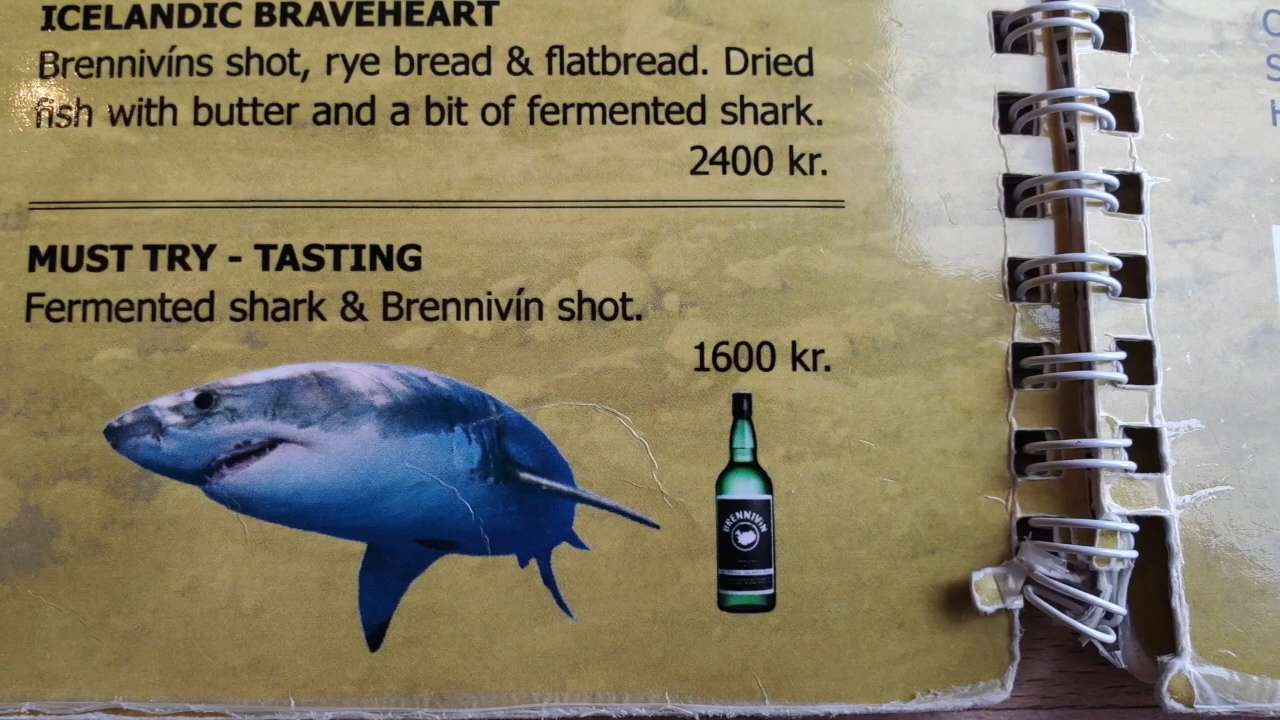 ICELANDIC BRAVEHEART
Brennivíns shot, rye bread & flatbread. Dried
fish with butter and a bit of fermented shark.
2400 kr.
MUST TRY - TASTING
Fermented shark & Brennivín shot.
1600 kr.
BRENNIVÍN